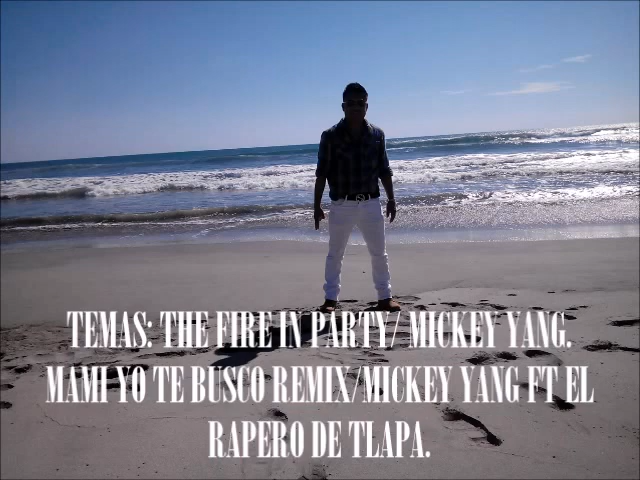 TEMAS: THE FIRE IN PARTY/ MICKEY YANG.
MAMI YO TE BUSCO REMIX/MICKEY YANG FT EL
RAPERO DE TLAPA.